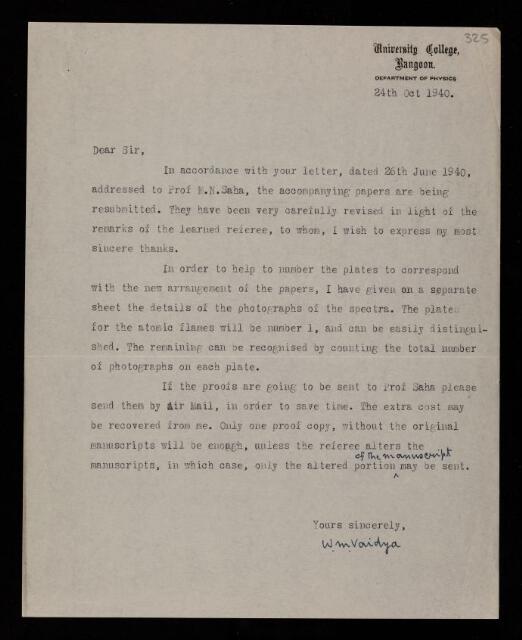 325
University College,
Rangoon.
DEPARTMENT OF PHYSICS
24th Oct 1940.
Dear Sir,
In accordance with your letter, dated 26th June 1940,
addressed to Prof M.N.Saha, the accompanying papers are being
resubmitted. They have been very carefully revised in light of the
remarks of the learned referee, to whom, I wish to express my most
sincere thanks.
In order to help to number the plates to correspond
with the new arrangement of the papers, I have given on a separate
sheet the details of the photographs of the spectra. The plates
for the atomic flames will be number 1, and can be easily distingui-
shed. The remaining can be recognised by counting the total number
of photographs on each plate.
If the proofs are going to be sent to Prof Saha please
send them by Air Mail, in order to save time. The extra cost may
be recovered from me. Only one proof copy, without the original
manuscripts will be enough, unless the referee alters the
of the manuscript
manuscripts, in which case, only the altered portion ^ may be sent.
Yours sincerely,
W.M.Vaidya